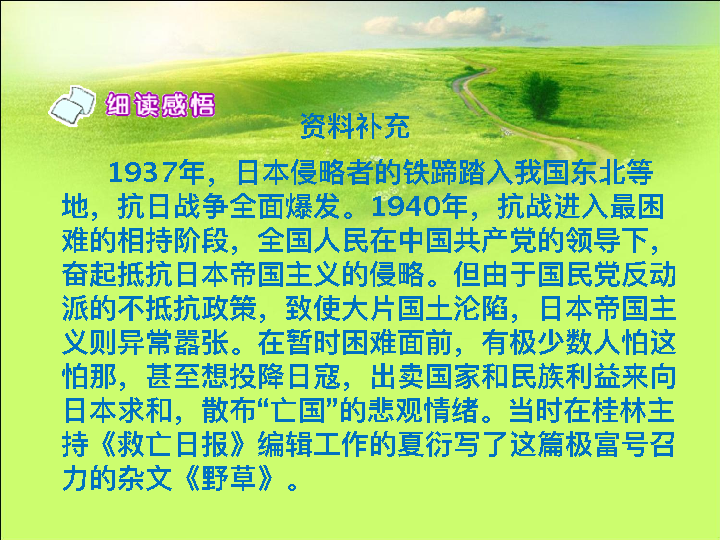 细读感悟
资料补充
1937年，日本侵略者的铁蹄踏入我国东北等
地，抗日战争全面爆发。1940年，抗战进入最困
难的相持阶段，全国人民在中国共产党的领导下，
奋起抵抗日本帝国主义的侵略。但由于国民党反动
派的不抵抗政策，致使大片国土沦陷，日本帝国主
义则异常嚣张。在暂时困难面前，有极少数人怕这
怕那，甚至想投降日寇，出卖国家和民族利益来向
日本求和，散布“亡国”的悲观情绪。当时在桂林主
持《救亡日报》编辑工作的夏衍写了这篇极富号召
力的杂文《野草》。